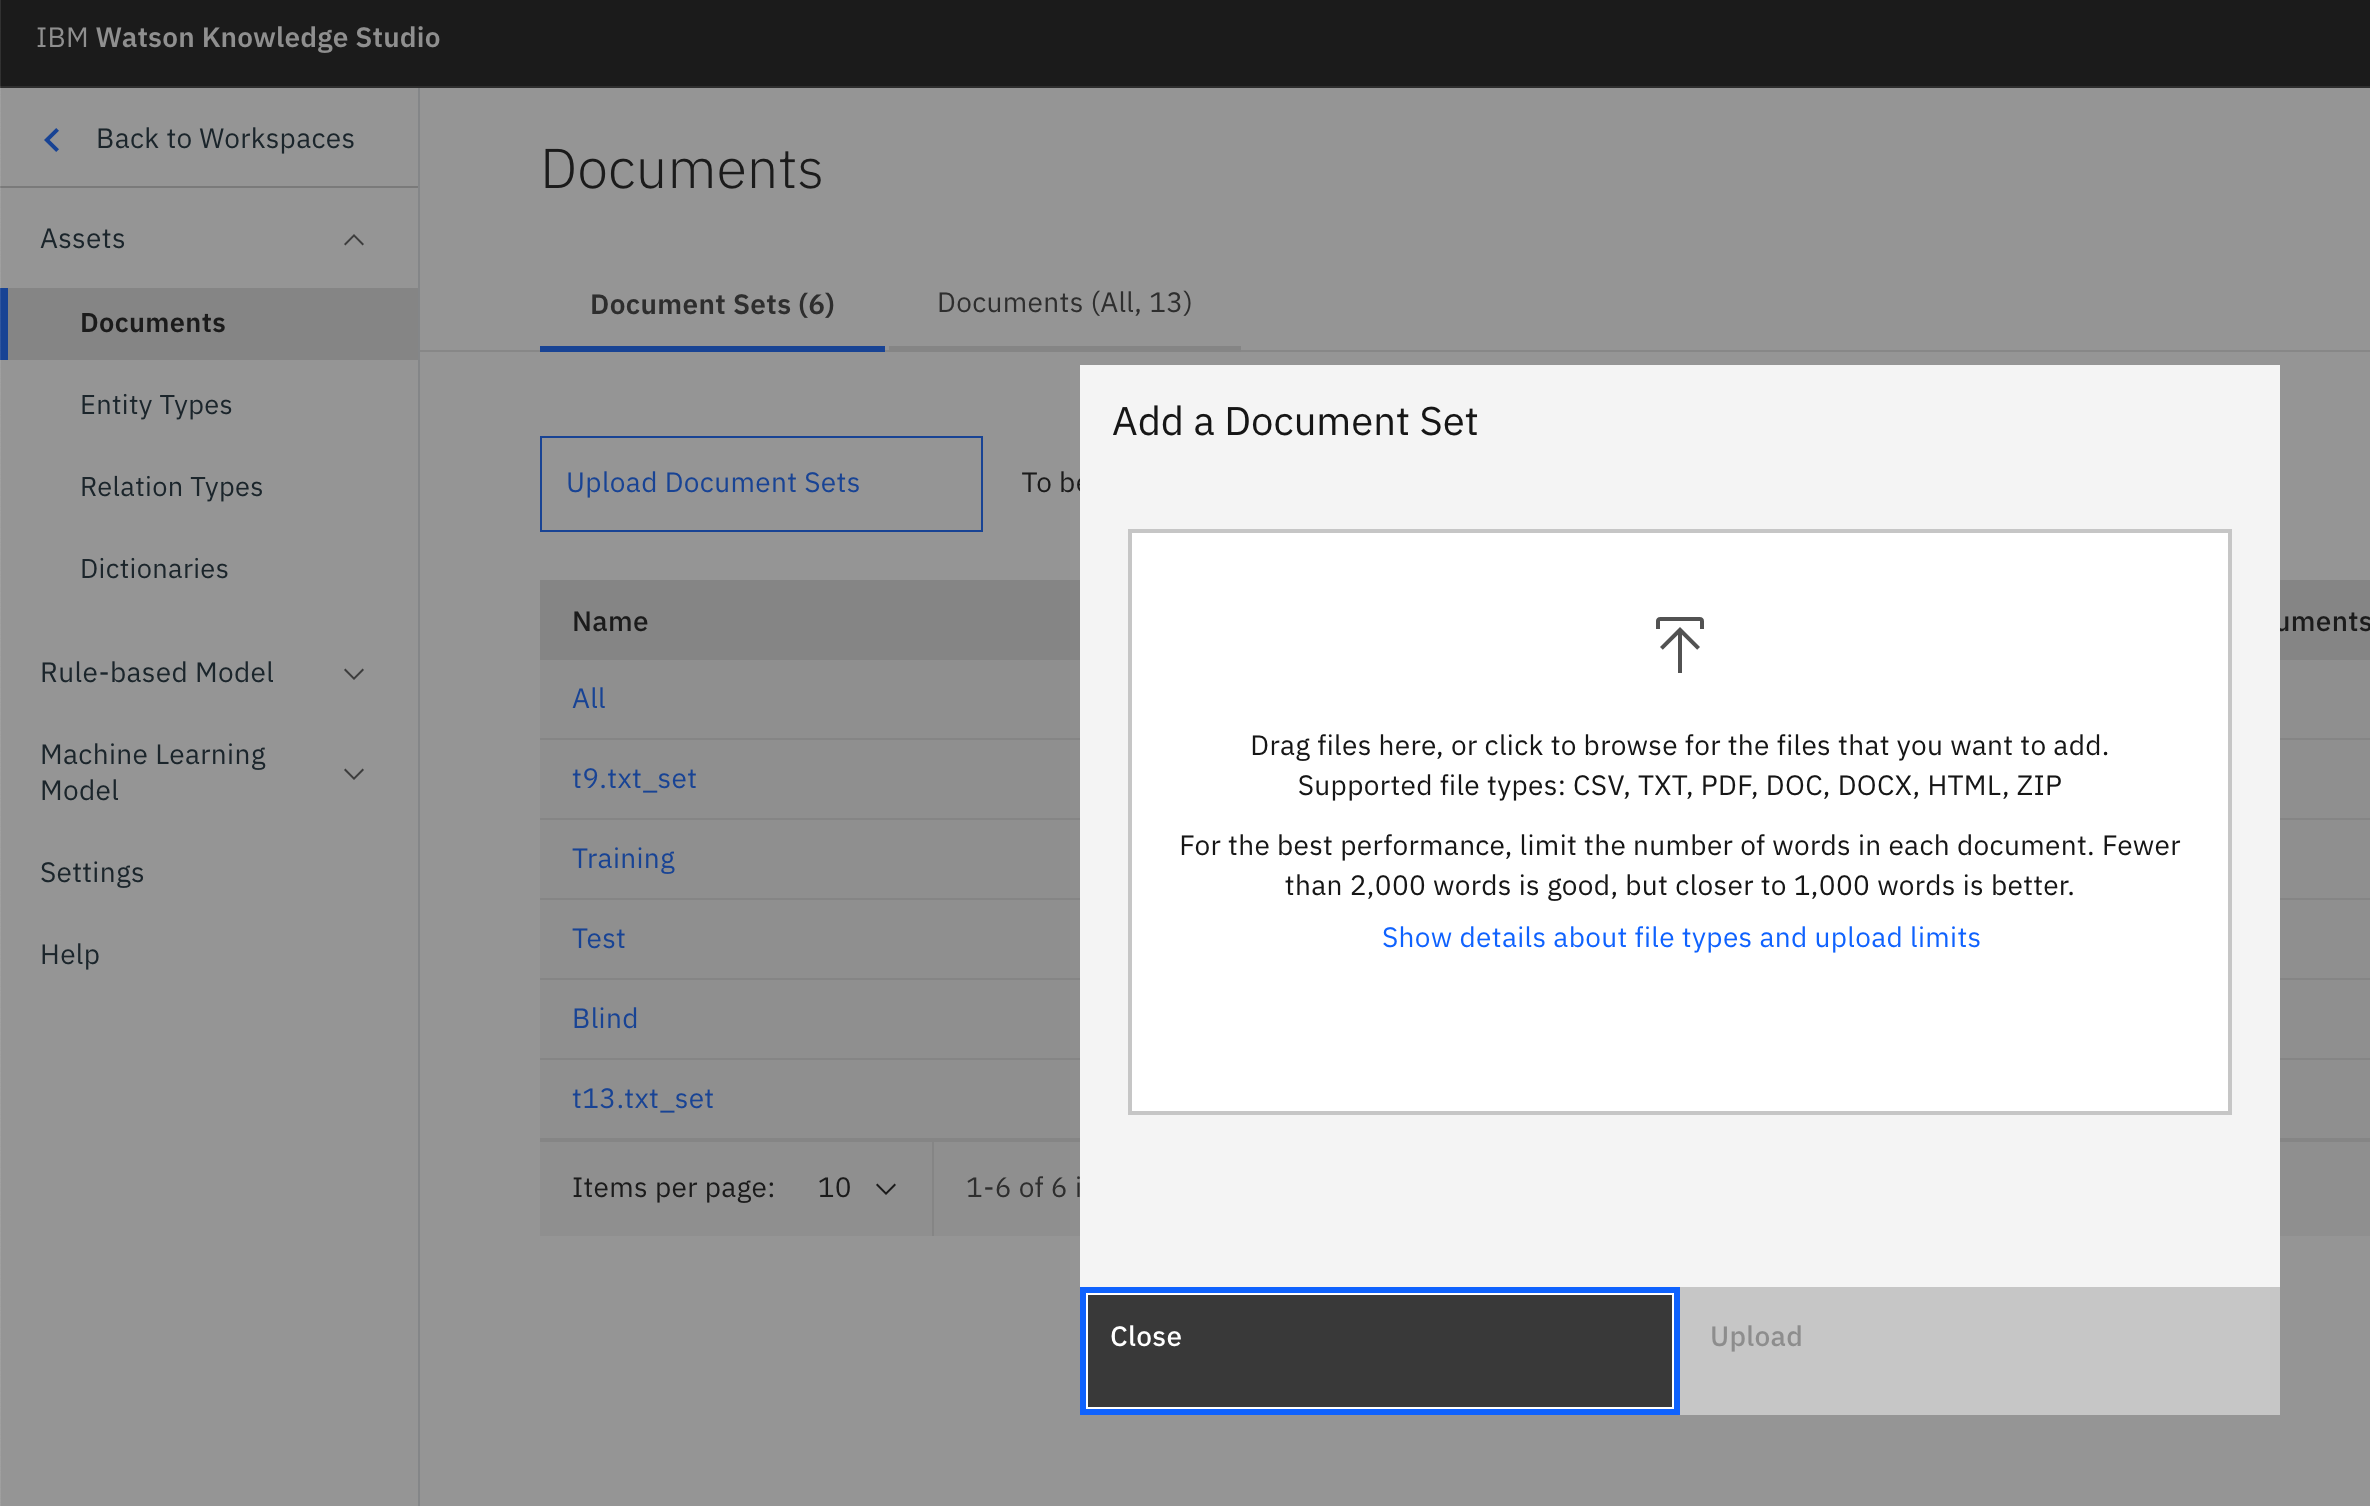 IBM Watson Knowledge Studio
Back to Workspaces
Assets
Documents
Entity Types
Relation Types
Dictionaries
Rule-based Model
Machine Learning
Model
Settings
Help
Documents
Document Sets (6)
Documents (All, 13)
Upload Document Sets
To
Name
All
t9.txt_set
Training
Test
Blind
t13.txt_set
Items per page: 10
1-6 of 6
Add a Document Set
Drag files here, or click to browse for the files that you want to add.
Supported file types: CSV, TXT, PDF, DOC, DOCX, HTML, ZIP
For the best performance, limit the number of words in each document. Fewer
than 2,000 words is good, but closer to 1,000 words is better.
Show details about file types and upload limits
Close
Upload